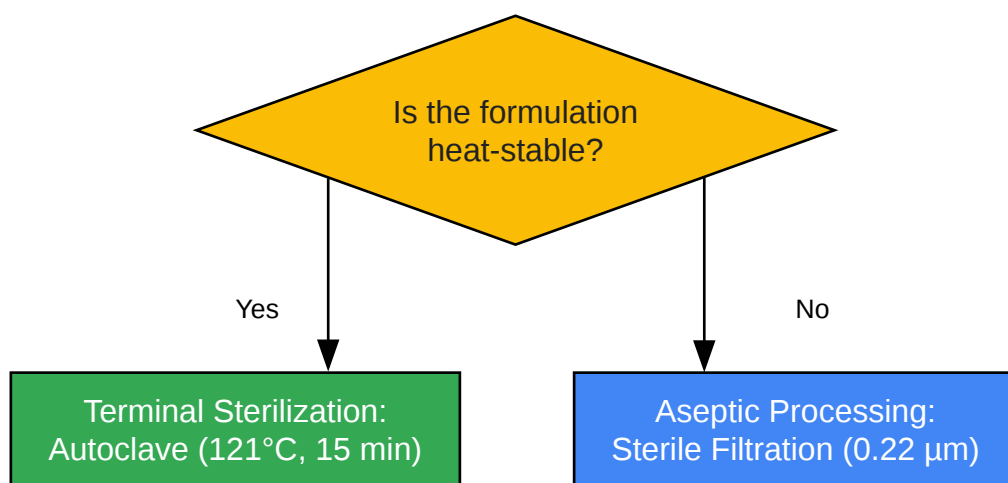 Is the formulation
heat-stable?
Yes
No
Terminal Sterilization:
Autoclave (121°C, 15 min)
Aseptic Processing:
Sterile Filtration (0.22 µm)